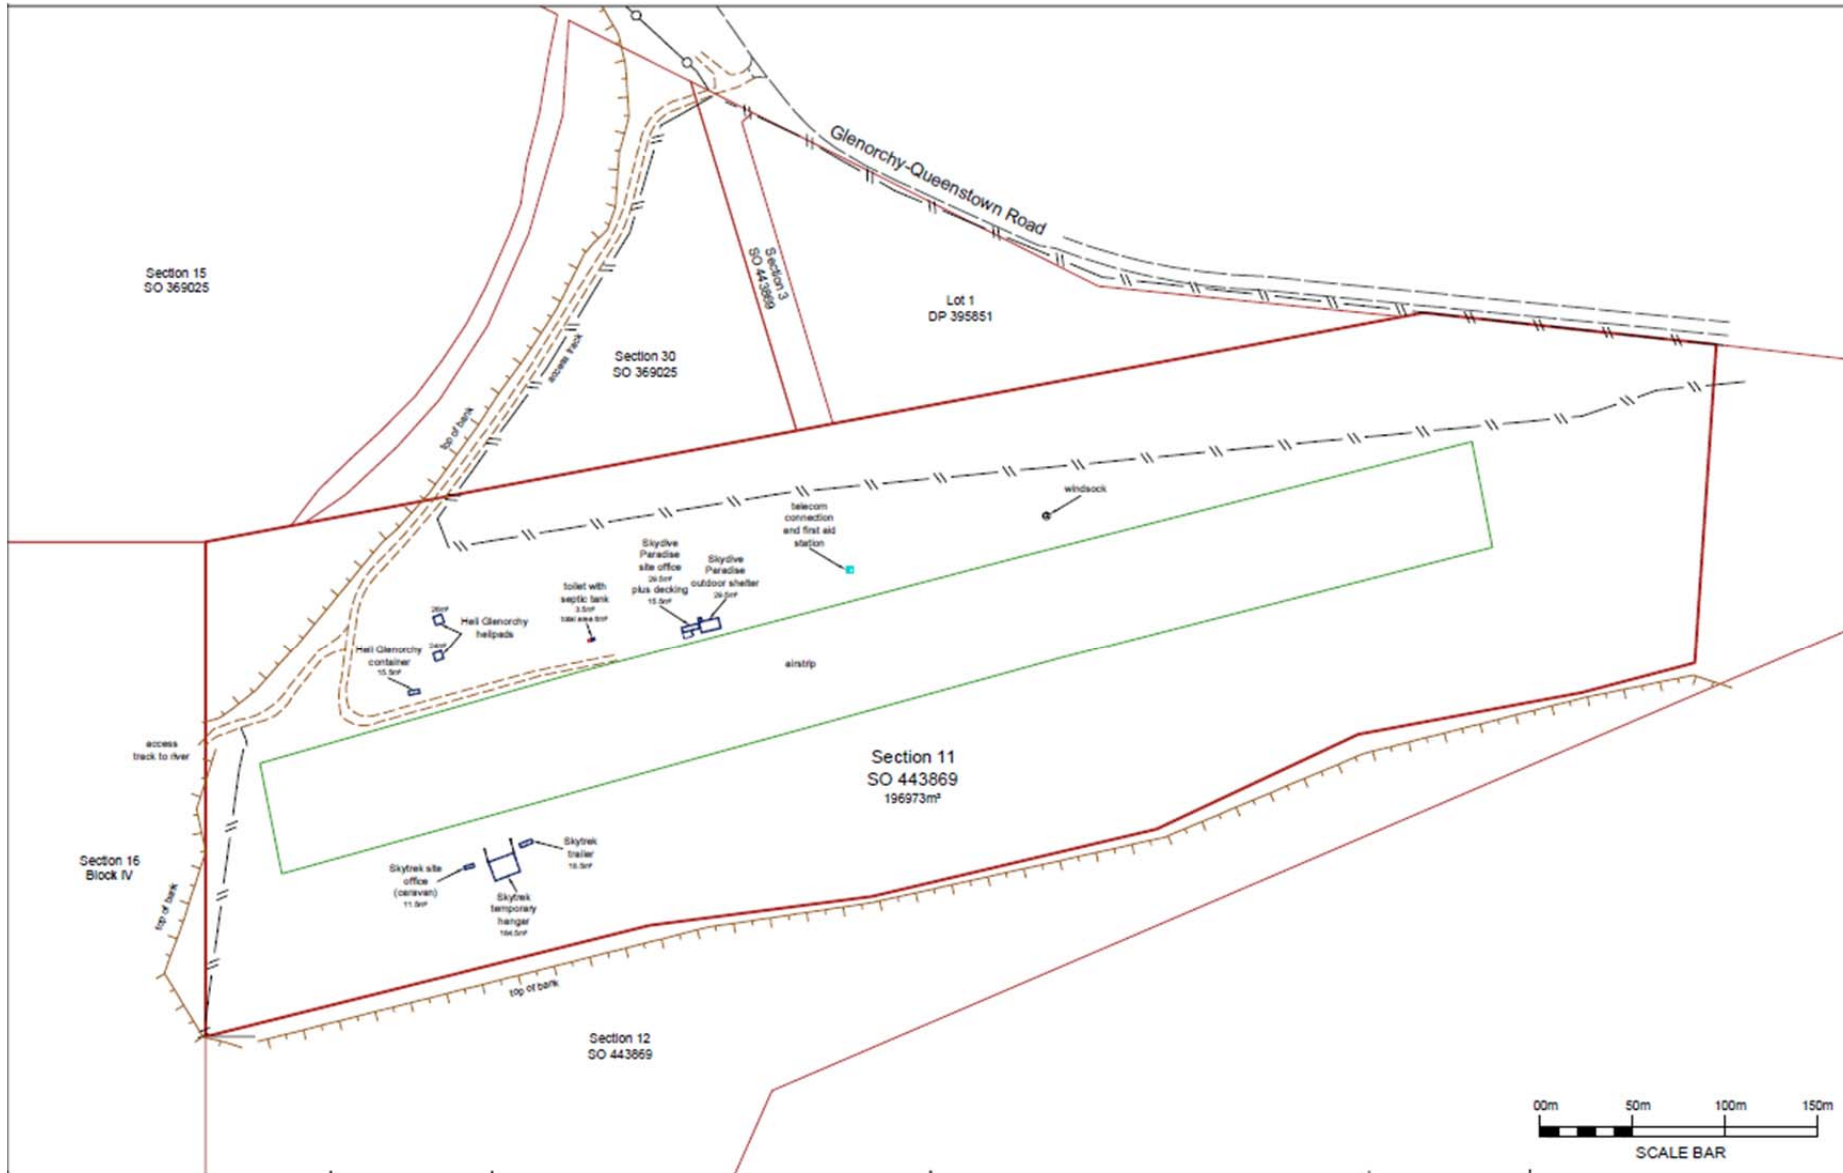 Glenorchy-Queenstown Road
Section 15
SO 369025
Section 3
SO 443869
Lot 1
DP 395851
Section 30
SO 369025
access track
top of bank
windsock
telecom
connection
and first aid
station
Skydive
Paradise
site office
plus decking
Skydive
Paradise
outdoor shelter
toilet with
septic tank
Heli Glenorchy
helipads
Heli Glenorchy
container
airstrip
access
track to river
Section 11
SO 443869
196973m²
Section 16
Block IV
top of bank
Skytrek
trailer
Skytrek site
office
(caravan)
Skytrek
temporary
hanger
top of bank
Section 12
SO 443869
00m 50m 100m 150m
SCALE BAR